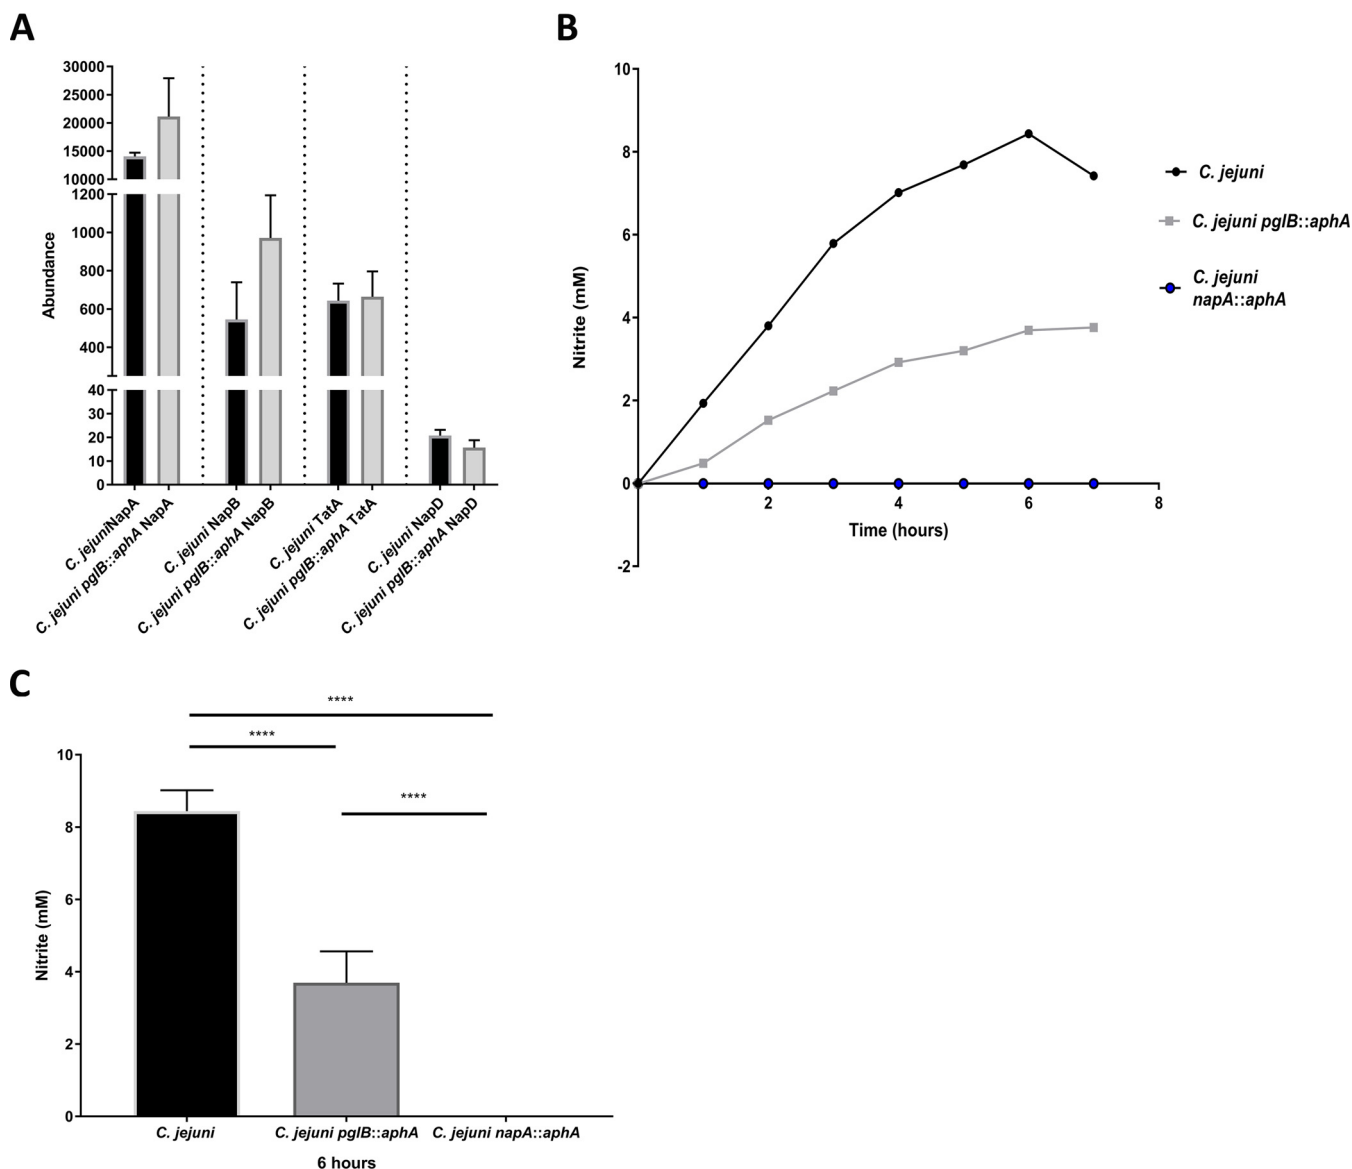 A
30000
25000
20000
15000
10000
1200
1000
800
600
400
40
30
20
10
0
Abundance
C. jejuniNapA
C. jejuni pglB::aphA NapA
C. jejuni NapB
C. jejuni pglB::aphA NapB
C. jejuni TatA
C. jejuni pglB::aphA TatA
C. jejuni NapD
C. jejuni pglB::aphA NapD
B
10
8
6
4
2
0
-2
Nitrite (mM)
2 4 6 8
Time (hours)
C. jejuni
C. jejuni pglB::aphA
C. jejuni
napA::aphA
C
****
****
****
10
8
6
4
2
0
Nitrite (mM)
C. jejuni C. jejuni pglB::aphA C. jejuni napA::aphA
6 hours